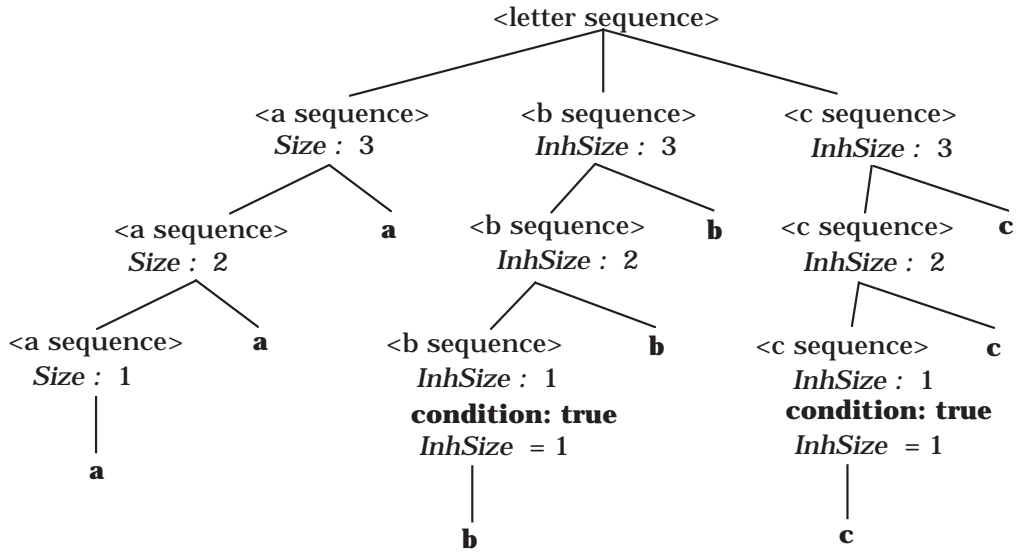 <letter sequence>
<a sequence> <b sequence> <c sequence>
Size : 3 InhSize : 3 InhSize : 3
<a sequence> a <b sequence> b <c sequence> c
Size : 2 InhSize : 2 InhSize : 2
<a sequence> a <b sequence> b <c sequence> c
Size : 1 InhSize : 1 InhSize : 1
condition: true condition: true
InhSize = 1 InhSize = 1
a
b c